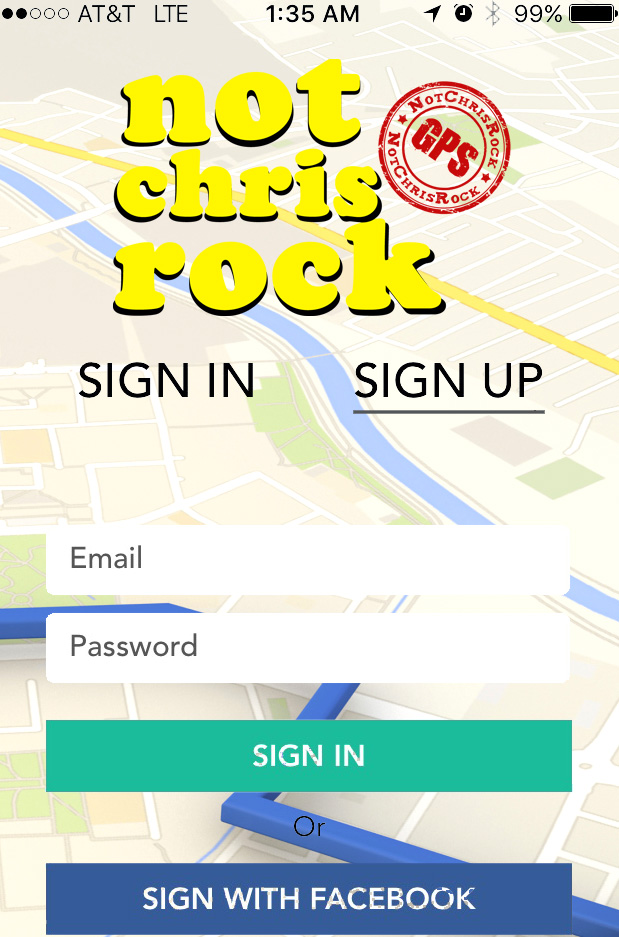 AT&T LTE 1:35 AM 99%
not
chris
rock
NOTCHRISROCK
GPS
NOTCHRISROCK
NOTCHRISROCK
SIGN IN SIGN UP
Email
Password
SIGN IN
Or
SIGN WITH FACEBOOK